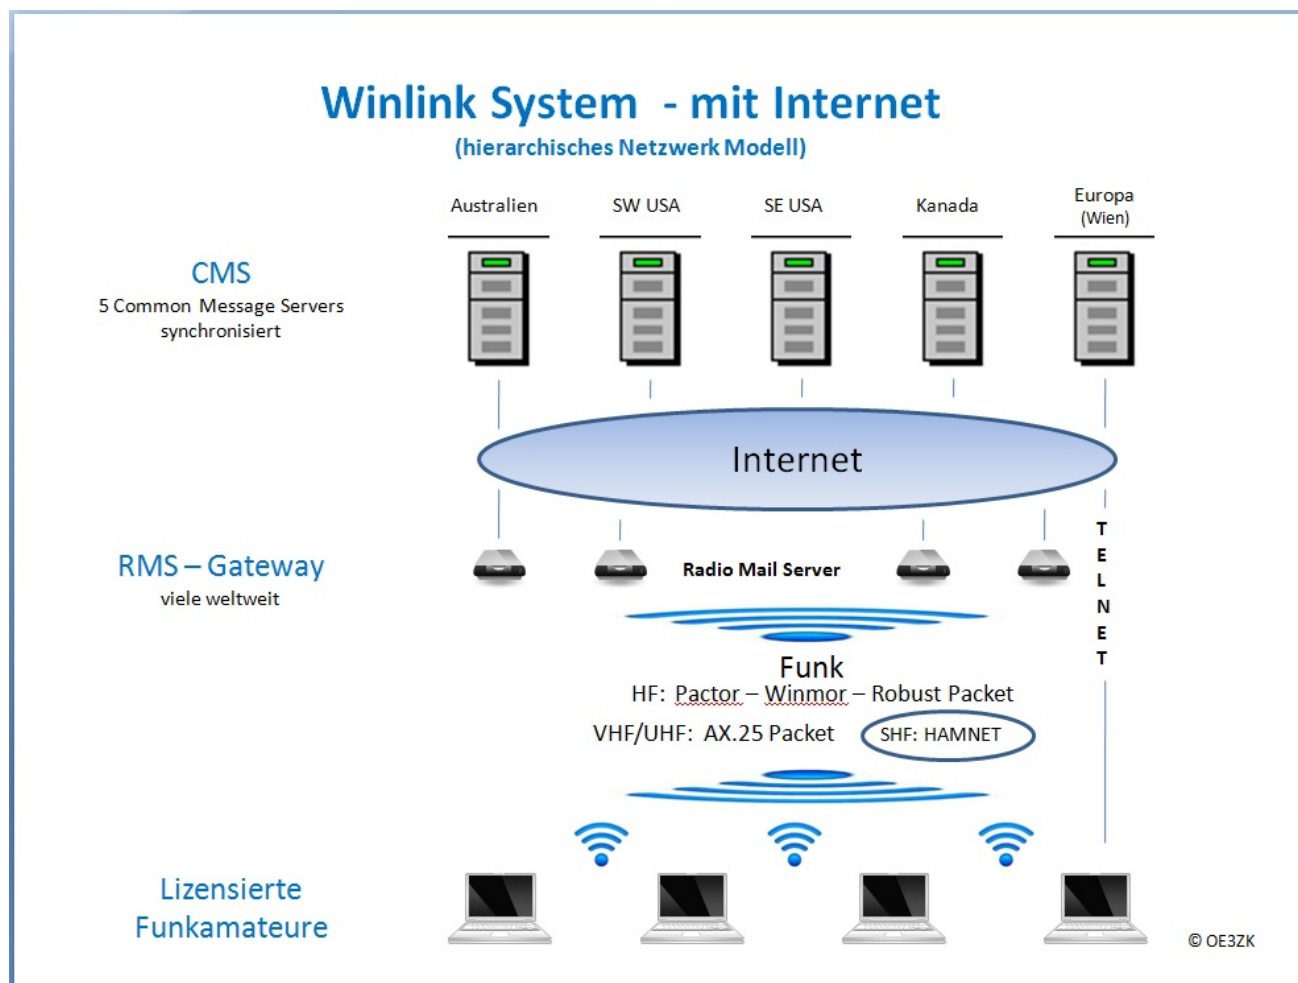 Winlink System - mit Internet
(hierarchisches Netzwerk Modell)
Australien
SW USA
SE USA
Kanada
Europa
(Wien)
CMS
5 Common Message Servers
synchronisiert
Internet
TELNET
RMS – Gateway
viele weltweit
Radio Mail Server
Funk
HF: Pactor – Winmor – Robust Packet
VHF/UHF: AX.25 Packet
SHF: HAMNET
Lizensierte
Funkamateure
© OE3ZK